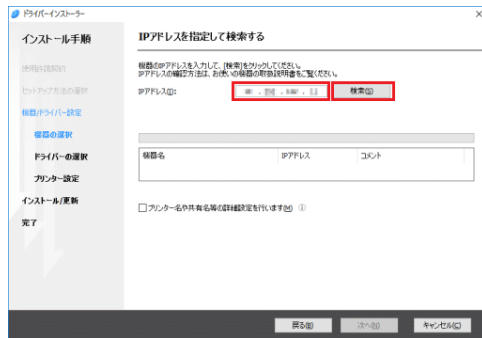 ドライバーインストーラー
インストール手順
IPアドレスを指定して検索する
使用許諾契約
セットアップ方法の選択
機器/ドライバー設定
機器の選択
ドライバーの選択
プリンター設定
インストール/更新
完了
機器のIPアドレスを入力して、[検索]をクリックしてください。
IPアドレスの確認方法は、お使いの機器の取扱説明書をご覧ください。
IPアドレス(I):
検索(S)
機器名 IPアドレス コメント
プリンター名や共有名等の詳細設定を行います(M)
戻る(B) 次へ(N) キャンセル(C)